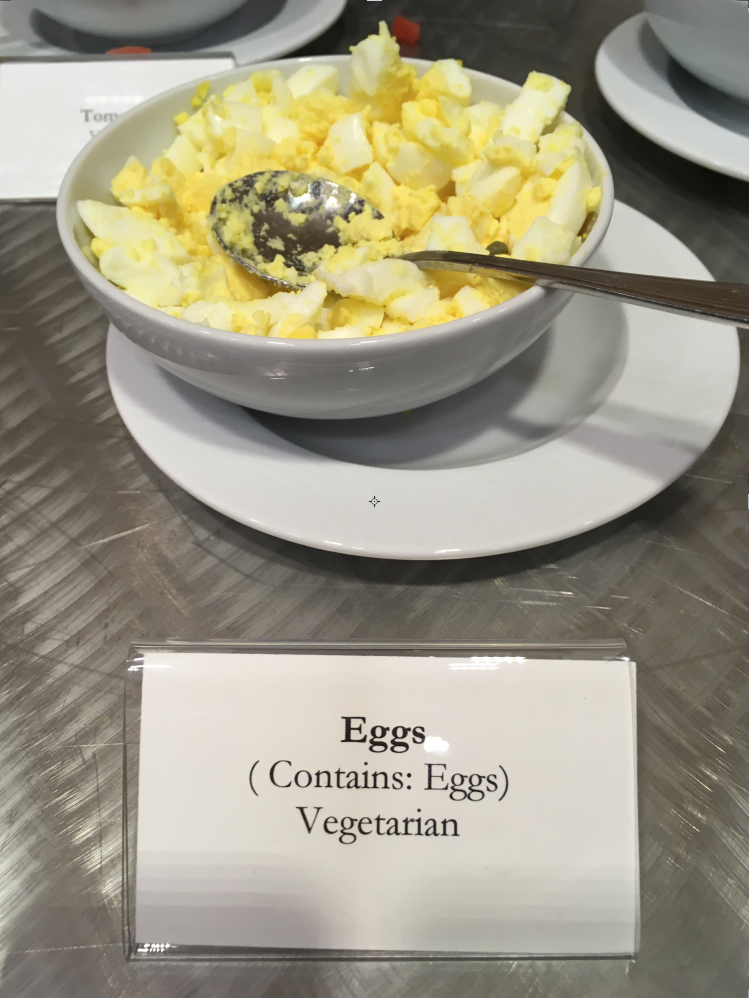 Eggs
( Contains: Eggs)
Vegetarian